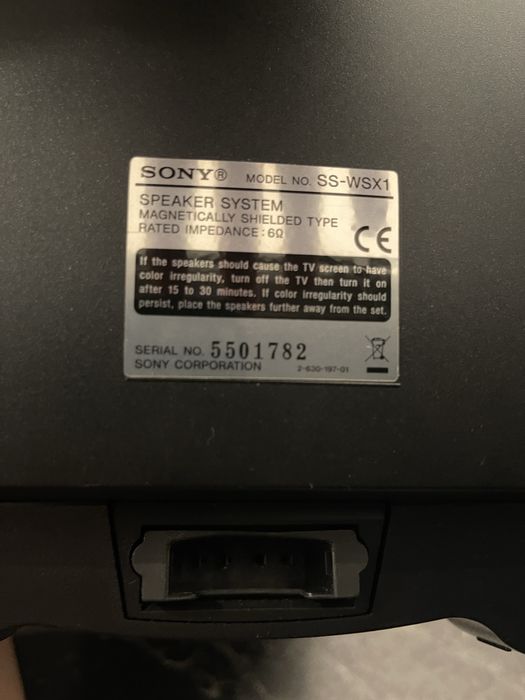 SONY® MODEL NO. SS-WSX1
SPEAKER SYSTEM
MAGNETICALLY SHIELDED TYPE
RATED IMPEDANCE : 6Ω
CE
If the speakers should cause the TV screen to have
color irregularity, turn off the TV then turn it on
after 15 to 30 minutes. If color irregularity should
persist, place the speakers further away from the set.
SERIAL NO. 5501782
SONY CORPORATION 2-630-197-01